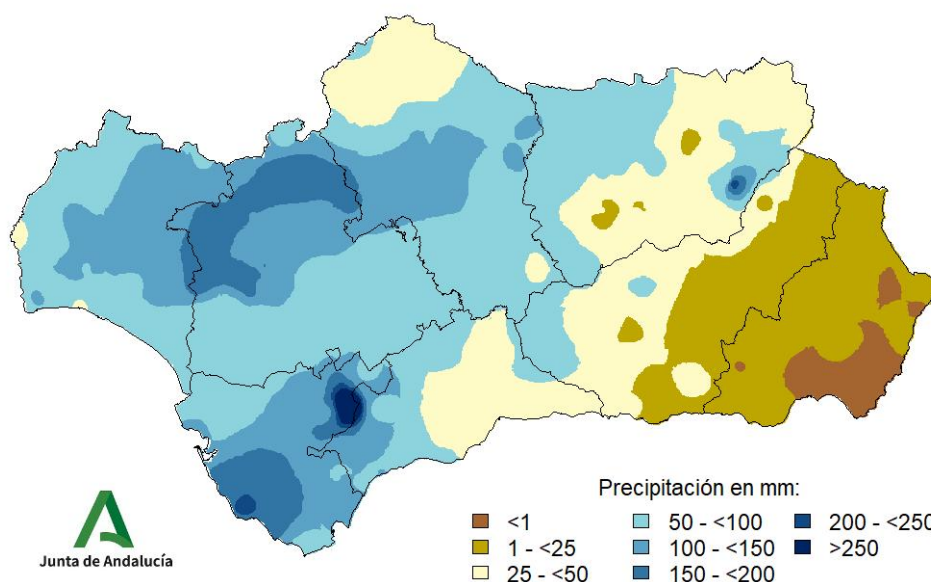 Precipitación en mm:
<1
50 - <100
200 - <250
1 - <25
100 - <150
>250
25 - <50
150 - <200
Junta de Andalucía